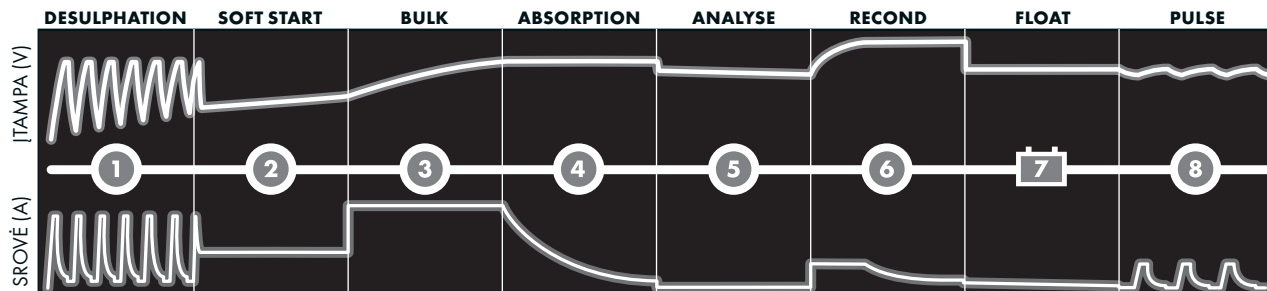 DESULPHATION SOFT START BULK ABSORPTION ANALYSE RECOND FLOAT PULSE
ĮTAMPA (V)
1 2 3 4 5 6 7 8
SROVĖ (A)